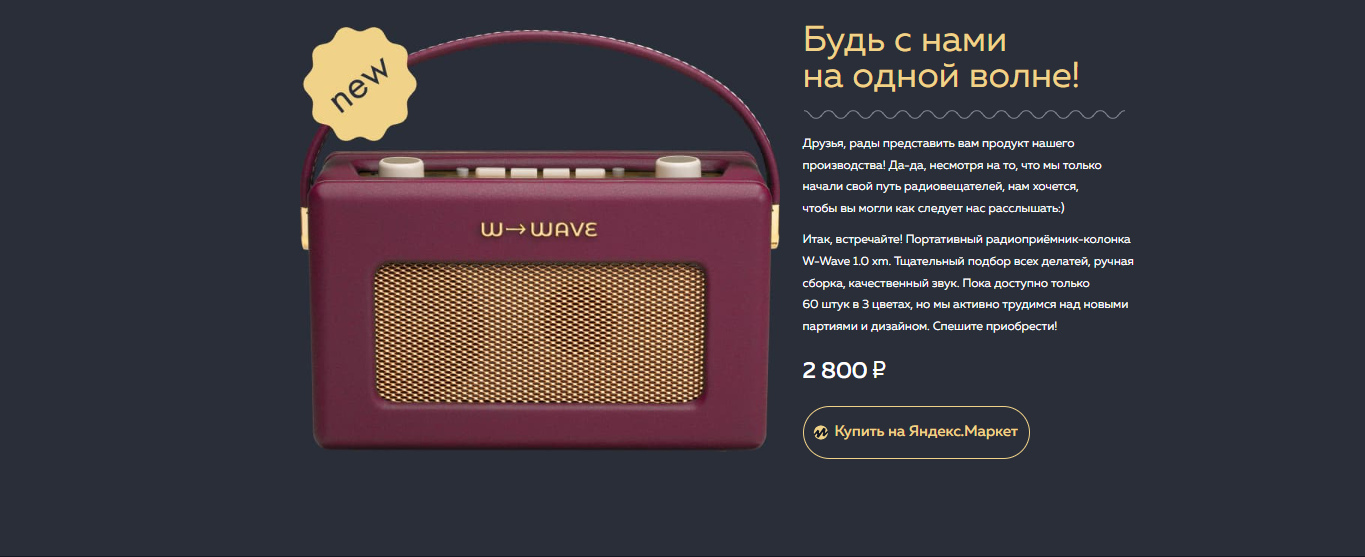 new
W→WAVE
Будь с нами
на одной волне!
Друзья, рады представить вам продукт нашего
производства! Да-да, несмотря на то, что мы только
начали свой путь радиовещателей, нам хочется,
чтобы вы могли как следует нас расслышать:)
Итак, встречайте! Портативный радиоприёмник-колонка
W-Wave 1.0 xm. Тщательный подбор всех делатей, ручная
сборка, качественный звук. Пока доступно только
60 штук в 3 цветах, но мы активно трудимся над новыми
партиями и дизайном. Спешите приобрести!
2 800 ₽
Купить на Яндекс.Маркет